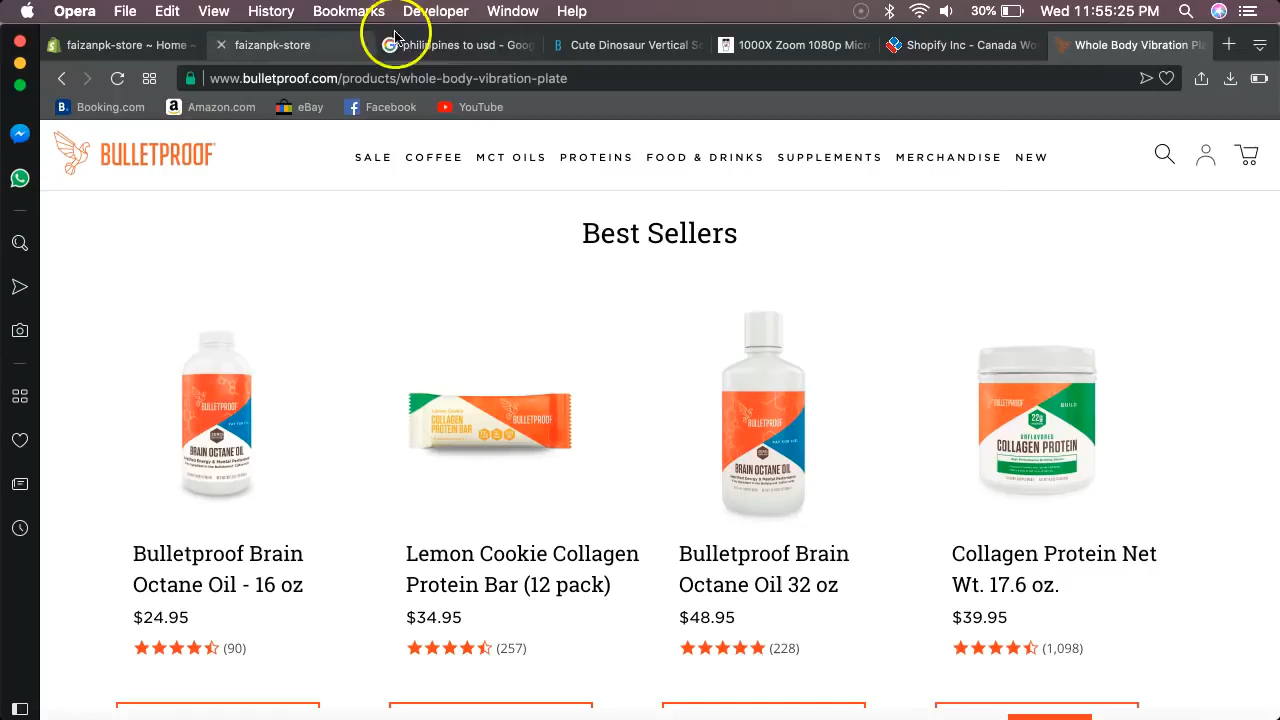 Opera File Edit View History Bookmarks Developer Window Help 30% Wed 11:55:25 PM
faizanpk-store ~ Home - faizanpk-store philippines to usd - Goog Cute Dinosaur Vertical S 1000X Zoom 1080p Micr Shopify Inc - Canada Wo Whole Body Vibration Pl
www.bulletproof.com/products/whole-body-vibration-plate
Booking.com Amazon.com eBay Facebook YouTube
BULLETPROOF
SALE COFFEE MCT OILS PROTEINS FOOD & DRINKS SUPPLEMENTS MERCHANDISE NEW
Best Sellers
BULLETPROOF
BRAIN OCTANE OIL
Lemon Cookie
COLLAGEN
PROTEIN BAR
BULLETPROOF
BULLETPROOF
BRAIN OCTANE OIL
BULLETPROOF
BUILD
22g
UNFLAVORED
COLLAGEN PROTEIN
Bulletproof Brain
Octane Oil - 16 oz
$24.95
(90)
Lemon Cookie Collagen
Protein Bar (12 pack)
$34.95
(257)
Bulletproof Brain
Octane Oil 32 oz
$48.95
(228)
Collagen Protein Net
Wt. 17.6 oz.
$39.95
(1,098)